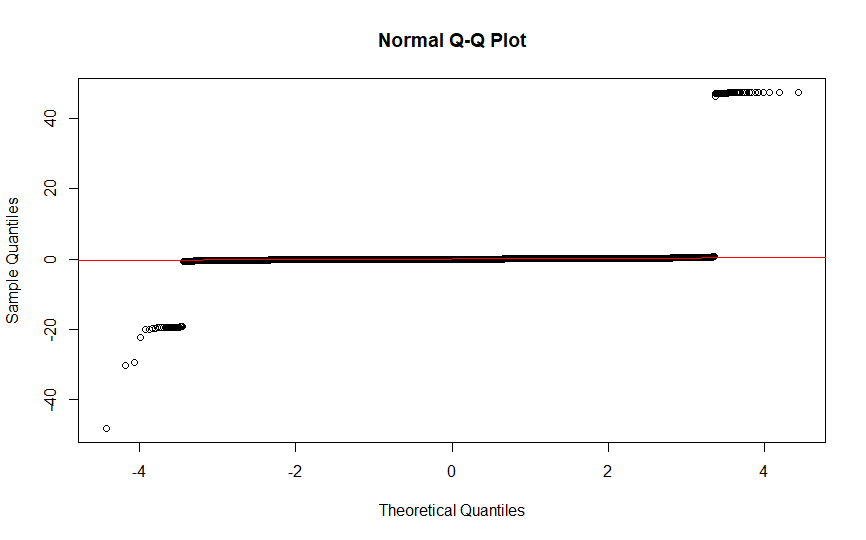 Normal Q-Q Plot
Sample Quantiles
40
20
0
-20
-40
-4 -2 0 2 4
Theoretical Quantiles